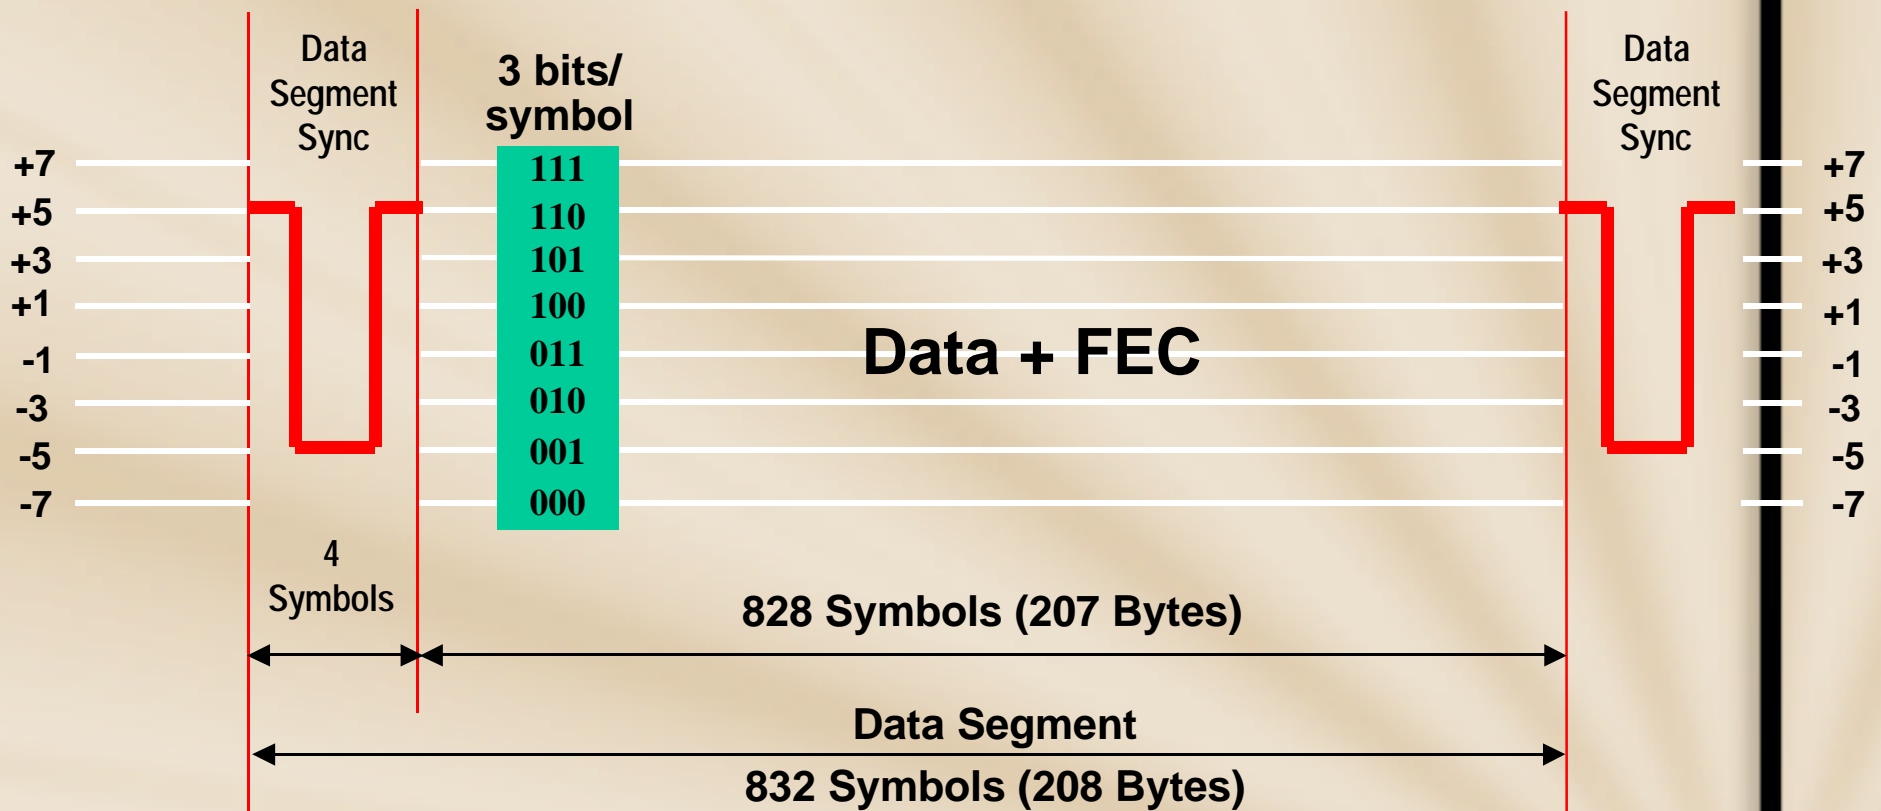 Data
Segment
Sync
3 bits/
symbol
Data
Segment
Sync
+7
+5
+3
+1
-1
-3
-5
-7
111
110
101
100
011
010
001
000
Data + FEC
+7
+5
+3
+1
-1
-3
-5
-7
4
Symbols
828 Symbols (207 Bytes)
Data Segment
832 Symbols (208 Bytes)